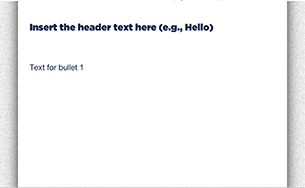 Insert the header text here (e.g., Hello)
Text for bullet 1